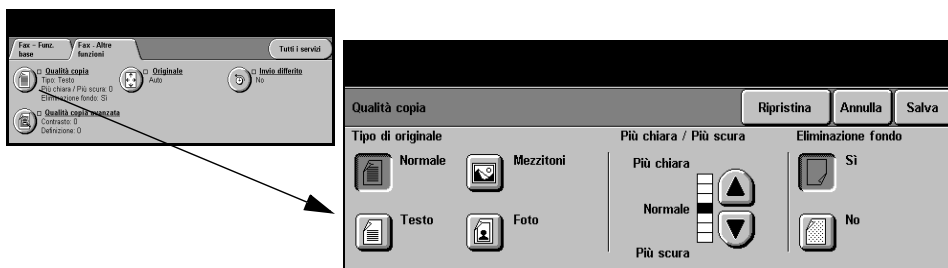 Fax – Funz. base
Fax - Altre funzioni
Tutti i servizi
Qualità copia
Tipo: Testo
Più chiara / Più scura: 0
Eliminazione fondo: Sì
Originale
Auto
Invio differito
No
Qualità copia avanzata
Contrasto: 0
Definizione: 0
Qualità copia
Ripristina
Annulla
Salva
Tipo di originale
Più chiara / Più scura
Eliminazione fondo
Normale
Mezzitoni
Più chiara
Sì
Normale
Testo
Foto
No
Più scura